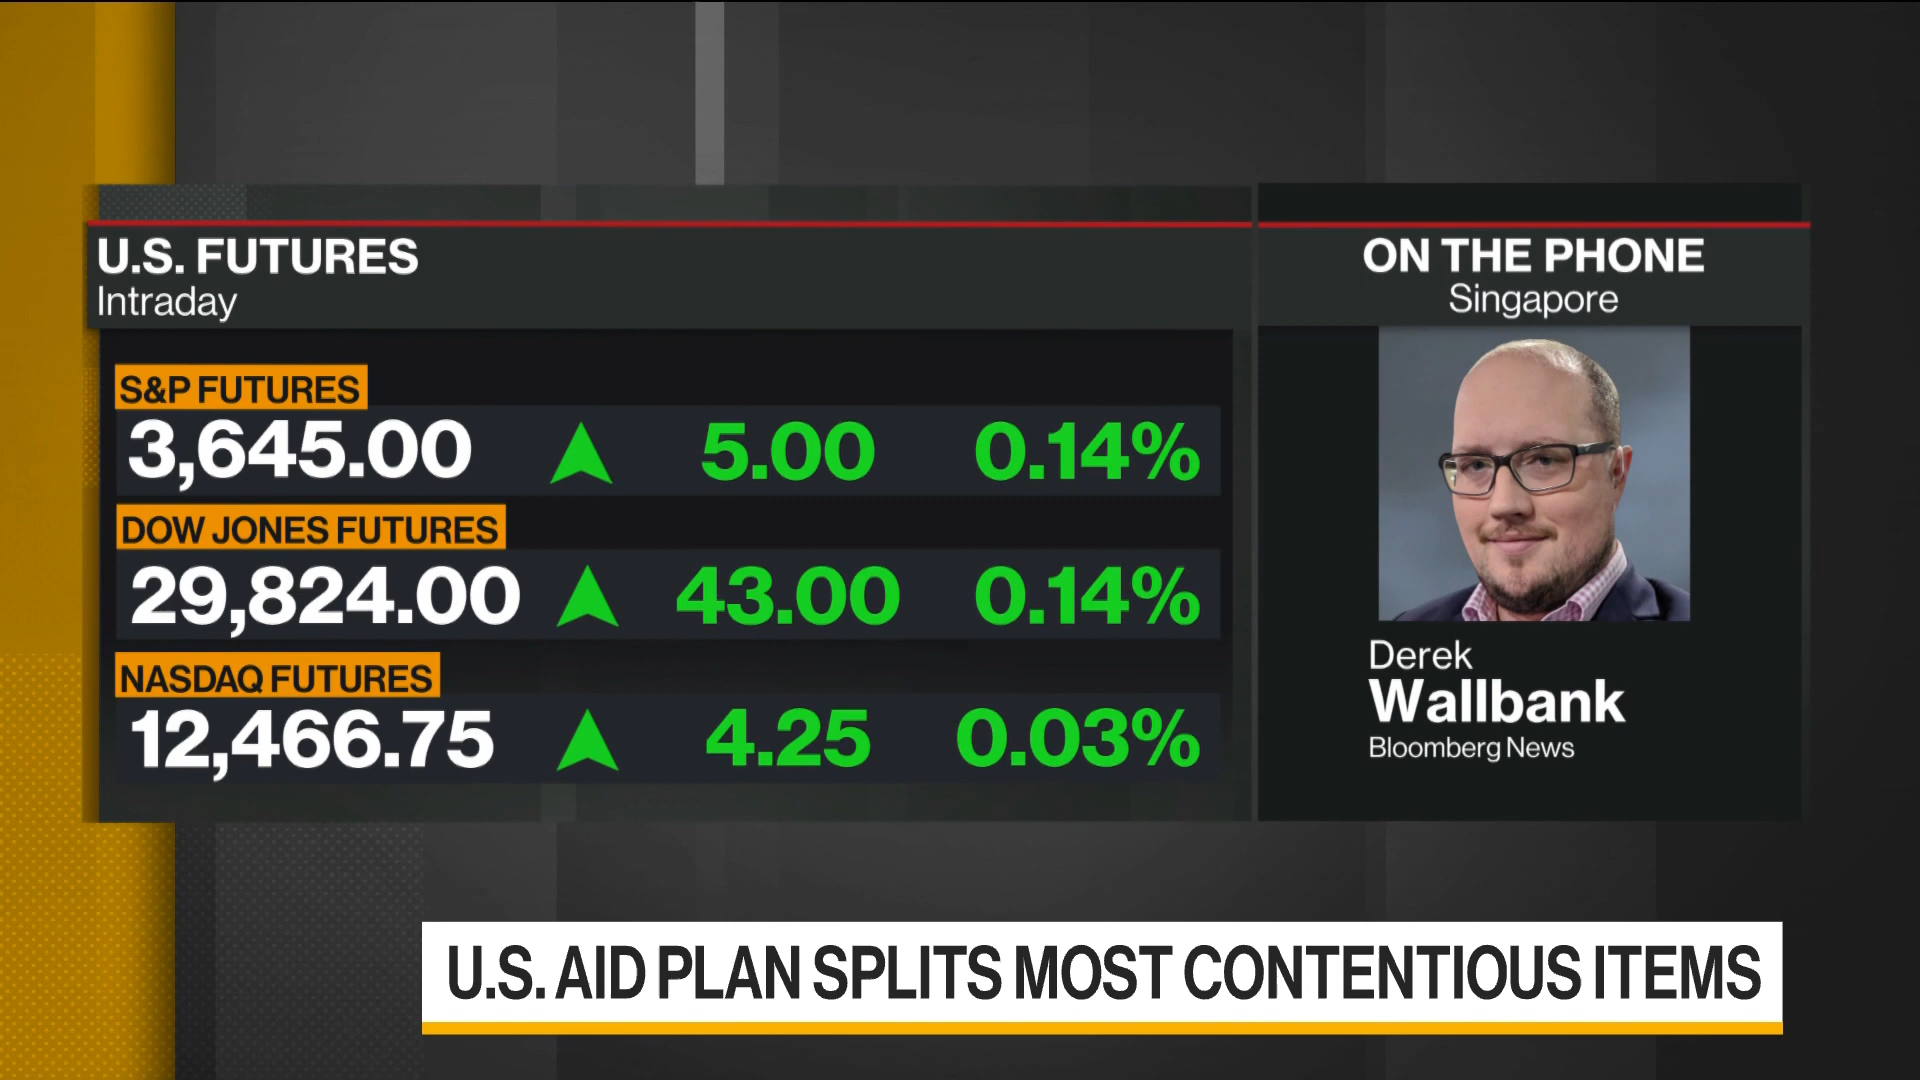 U.S. FUTURES
Intraday
S&P FUTURES
3,645.00 ▲ 5.00 0.14%
DOW JONES FUTURES
29,824.00 ▲ 43.00 0.14%
NASDAQ FUTURES
12,466.75 ▲ 4.25 0.03%
ON THE PHONE
Singapore
Derek
Wallbank
Bloomberg News
U.S. AID PLAN SPLITS MOST CONTENTIOUS ITEMS